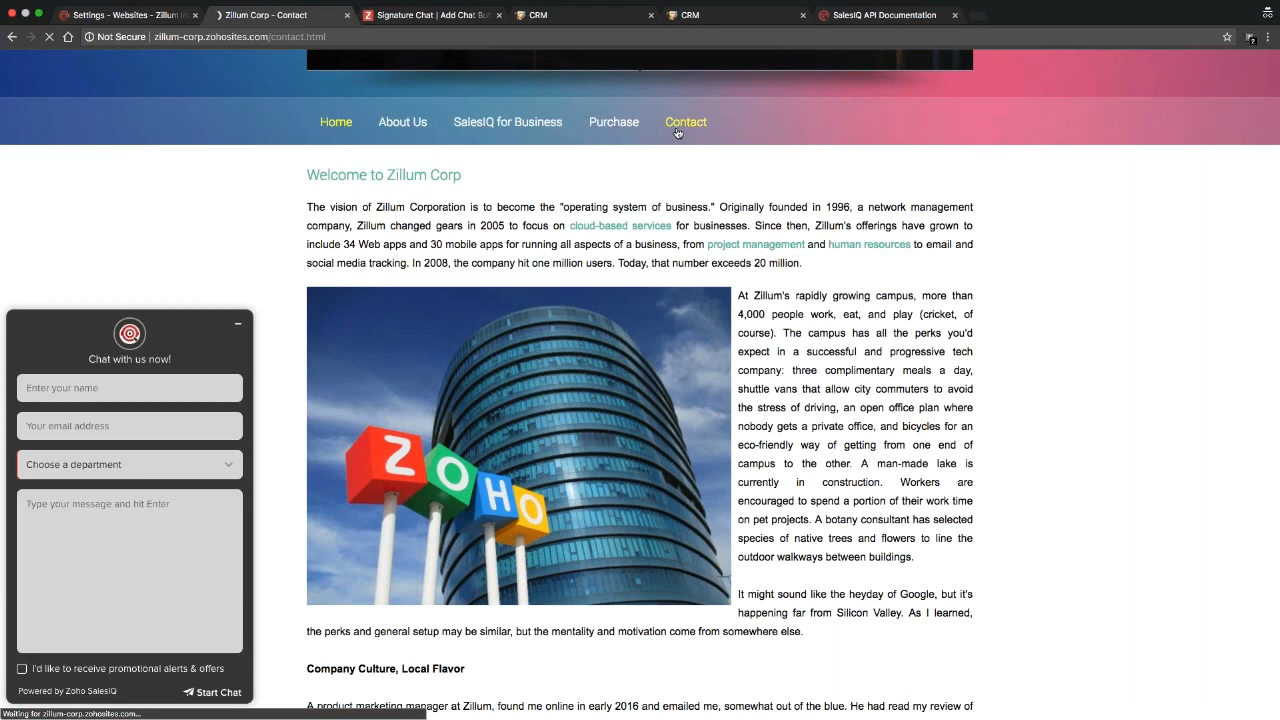 Settings - Websites - Zillum in
Zillum Corp - Contact
Signature Chat | Add Chat But
CRM
CRM
SalesIQ API Documentation
Not Secure | zillum-corp.zohosites.com/contact.html
2
Home About Us SalesIQ for Business Purchase Contact
Welcome to Zillum Corp
The vision of Zillum Corporation is to become the "operating system of business." Originally founded in 1996, a network management
company, Zillum changed gears in 2005 to focus on cloud-based services for businesses. Since then, Zillum's offerings have grown to
include 34 Web apps and 30 mobile apps for running all aspects of a business, from project management and human resources to email and
social media tracking. In 2008, the company hit one million users. Today, that number exceeds 20 million.
ZOHO
At Zillum's rapidly growing campus, more than
4,000 people work, eat, and play (cricket, of
course). The campus has all the perks you'd
expect in a successful and progressive tech
company: three complimentary meals a day,
shuttle vans that allow city commuters to avoid
the stress of driving, an open office plan where
nobody gets a private office, and bicycles for an
eco-friendly way of getting from one end of
campus to the other. A man-made lake is
currently in construction. Workers are
encouraged to spend a portion of their work time
on pet projects. A botany consultant has selected
species of native trees and flowers to line the
outdoor walkways between buildings.
It might sound like the heyday of Google, but it's
happening far from Silicon Valley. As I learned,
the perks and general setup may be similar, but the mentality and motivation come from somewhere else.
Company Culture, Local Flavor
A product marketing manager at Zillum, found me online in early 2016 and emailed me, somewhat out of the blue. He had read my review of
Chat with us now!
Enter your name
Your email address
Choose a department
Type your message and hit Enter
I'd like to receive promotional alerts & offers
Powered by Zoho SalesIQ
Start Chat
Waiting for zillum-corp.zohosites.com...